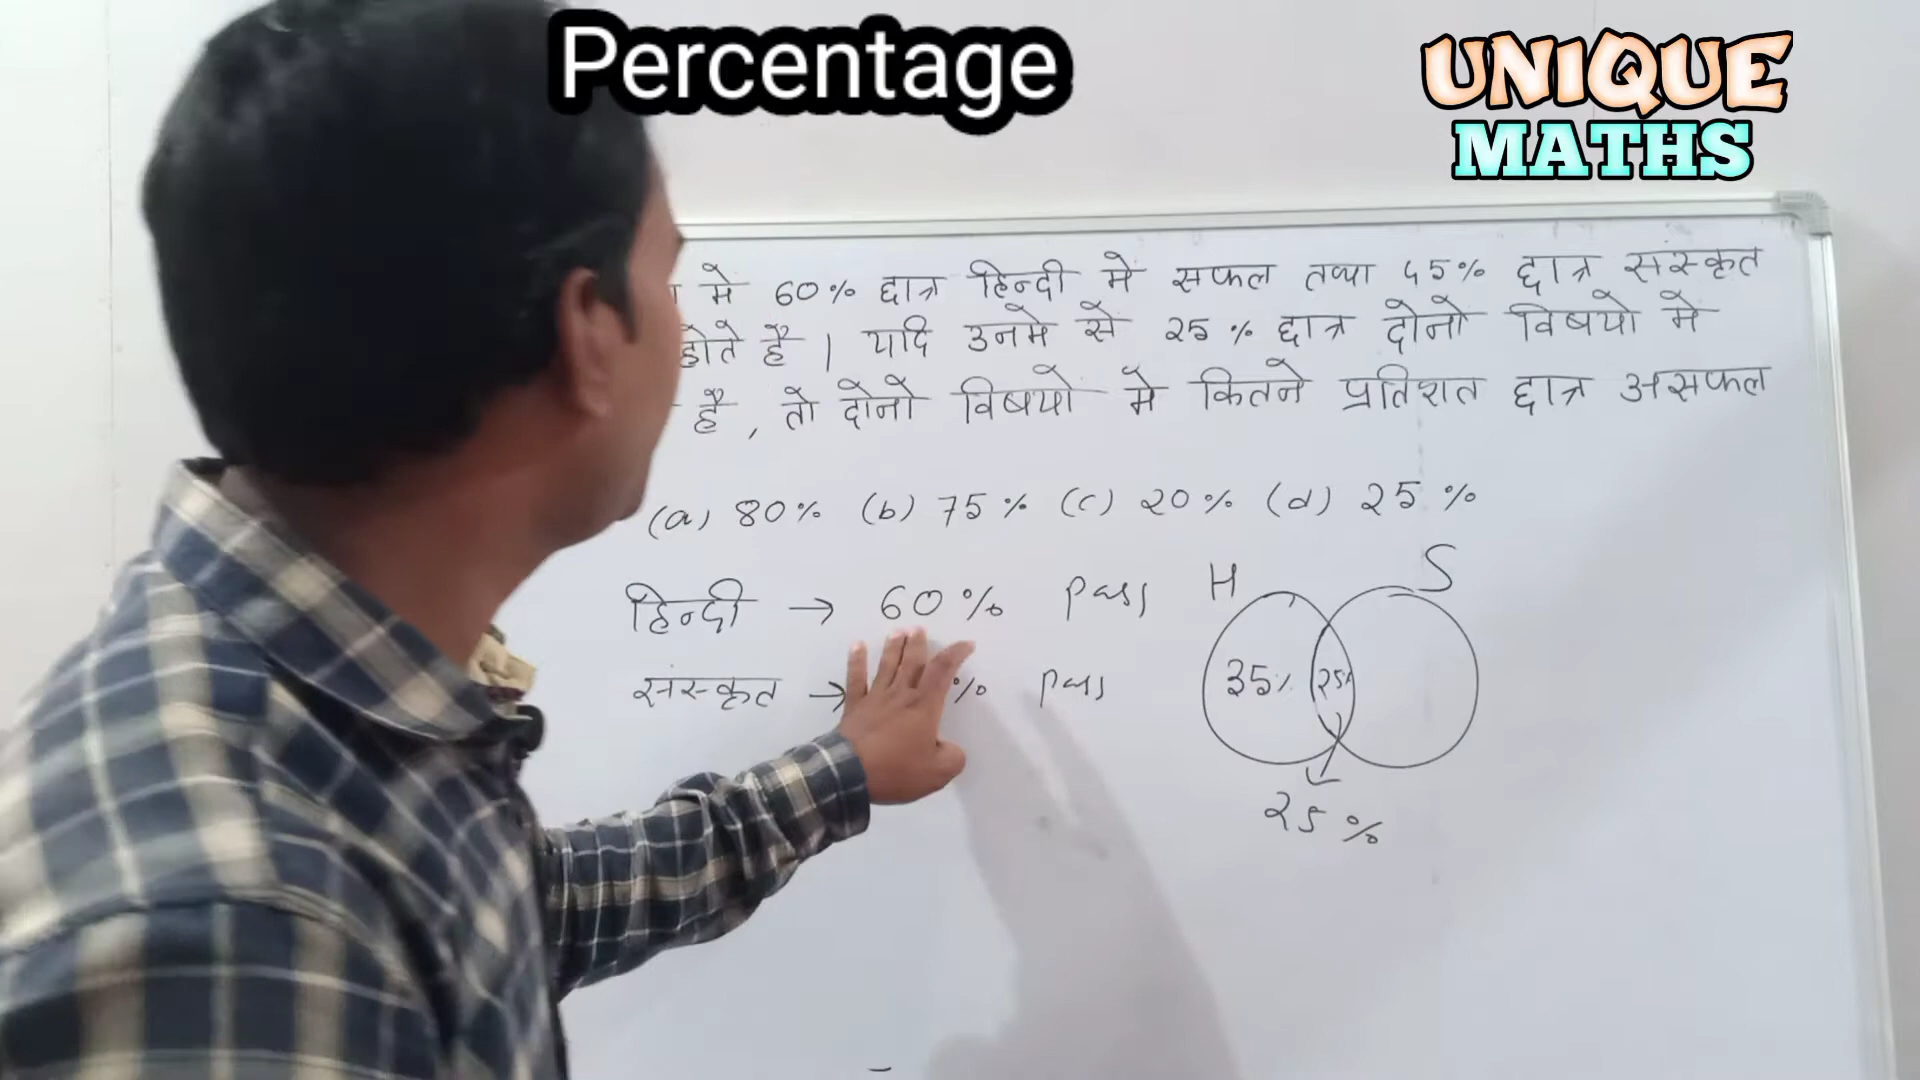 Percentage
UNIQUE
MATHS
मे 60% छात्र हिन्दी मे सफल तथा 45% छात्र संस्कृत
होते है । यदि उनमे से 25% छात्र दोनो विषयो मे
है , तो दोनो विषयो मे कितने प्रतिशत छात्र असफल
(a) 80% (b) 75% (c) 20% (d) 25%
हिन्दी → 60% pass
संस्कृत → % pass
H S
35% 25%
25%